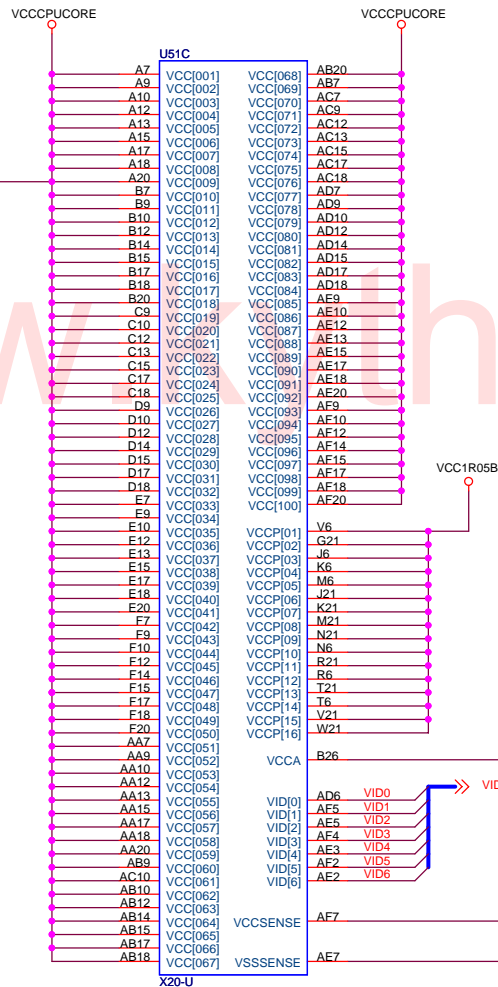 VCCCPUCORE VCCCPUCORE
U51C
A7 VCC[001] VCC[068] AB20
A9 VCC[002] VCC[069] AB7
A10 VCC[003] VCC[070] AC7
A12 VCC[004] VCC[071] AC9
A13 VCC[005] VCC[072] AC12
A15 VCC[006] VCC[073] AC13
A17 VCC[007] VCC[074] AC15
A18 VCC[008] VCC[075] AC17
A20 VCC[009] VCC[076] AC18
B7 VCC[010] VCC[077] AD7
B9 VCC[011] VCC[078] AD9
B10 VCC[012] VCC[079] AD10
B12 VCC[013] VCC[080] AD12
B14 VCC[014] VCC[081] AD14
B15 VCC[015] VCC[082] AD15
B17 VCC[016] VCC[083] AD17
B18 VCC[017] VCC[084] AD18
B20 VCC[018] VCC[085] AE9
C9 VCC[019] VCC[086] AE10
C10 VCC[020] VCC[087] AE12
C12 VCC[021] VCC[088] AE13
C13 VCC[022] VCC[089] AE15
C15 VCC[023] VCC[090] AE17
C17 VCC[024] VCC[091] AE18
C18 VCC[025] VCC[092] AE20
D9 VCC[026] VCC[093] AF9
D10 VCC[027] VCC[094] AF10
D12 VCC[028] VCC[095] AF12
D14 VCC[029] VCC[096] AF14
D15 VCC[030] VCC[097] AF15
D17 VCC[031] VCC[098] AF17
D18 VCC[032] VCC[099] AF18
E7 VCC[033] VCC[100] AF20
VCC1R05B
E9 VCC[034]
E10 VCC[035] VCCP[01] V6
E12 VCC[036] VCCP[02] G21
E13 VCC[037] VCCP[03] J6
E15 VCC[038] VCCP[04] K6
E17 VCC[039] VCCP[05] M6
E18 VCC[040] VCCP[06] J21
E20 VCC[041] VCCP[07] K21
F7 VCC[042] VCCP[08] M21
F9 VCC[043] VCCP[09] N21
F10 VCC[044] VCCP[10] N6
F12 VCC[045] VCCP[11] R21
F14 VCC[046] VCCP[12] R6
F15 VCC[047] VCCP[13] T21
F17 VCC[048] VCCP[14] T6
F18 VCC[049] VCCP[15] V21
F20 VCC[050] VCCP[16] W21
AA7 VCC[051]
AA9 VCC[052] VCCA B26
AA10 VCC[053]
AA12 VCC[054]
AA13 VCC[055] VID[0] AD6 VID0
AA15 VCC[056] VID[1] AF5 VID1
AA17 VCC[057] VID[2] AE5 VID2
AA18 VCC[058] VID[3] AF4 VID3
AA20 VCC[059] VID[4] AE3 VID4
AB9 VCC[060] VID[5] AF2 VID5
AC10 VCC[061] VID[6] AE2 VID6
AB10 VCC[062]
AB12 VCC[063]
AB14 VCC[064] VCCSENSE AF7
AB15 VCC[065]
AB17 VCC[066]
AB18 VCC[067] VSSSENSE AE7
X20-U